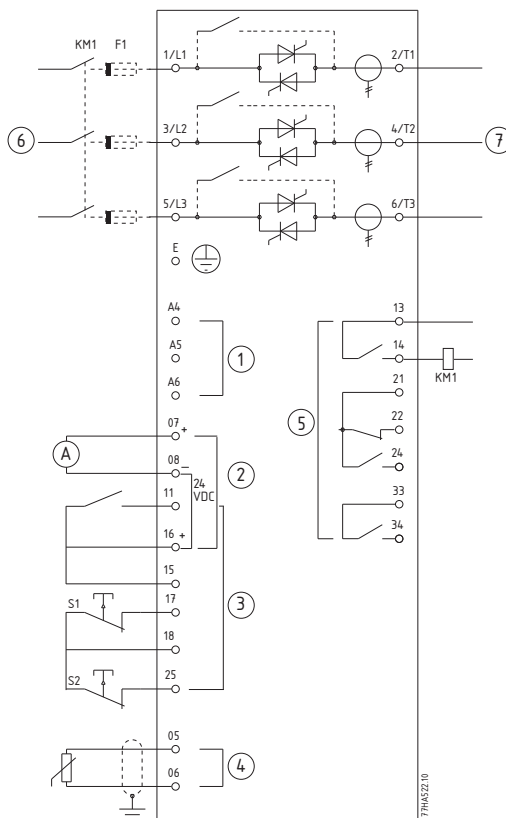 KM1 F1 1/L1 2/T1
6 3/L2 4/T2 7
5/L3 6/T3
E
A4 13
A5 1 14
A6 KM1
07 + 21
A 08 – 24 VDC 2 5 22
11 24
16 + 33
15 34
S1 17 3
18
S2 25
05
06 4
77HA522.10